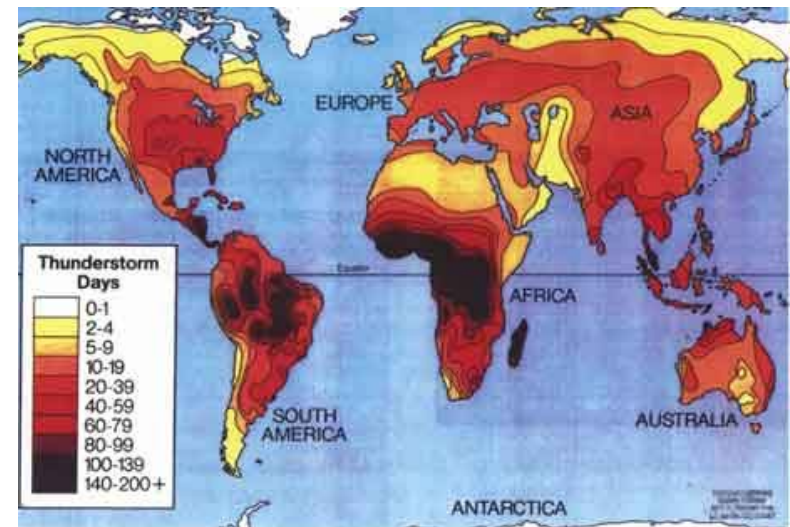 EUROPE
ASIA
NORTH
AMERICA
Thunderstorm
Days
0-1
2-4
5-9
10-19
20-39
40-59
60-79
80-99
100-139
140-200+
Equator
AFRICA
SOUTH
AMERICA
AUSTRALIA
ANTARCTICA